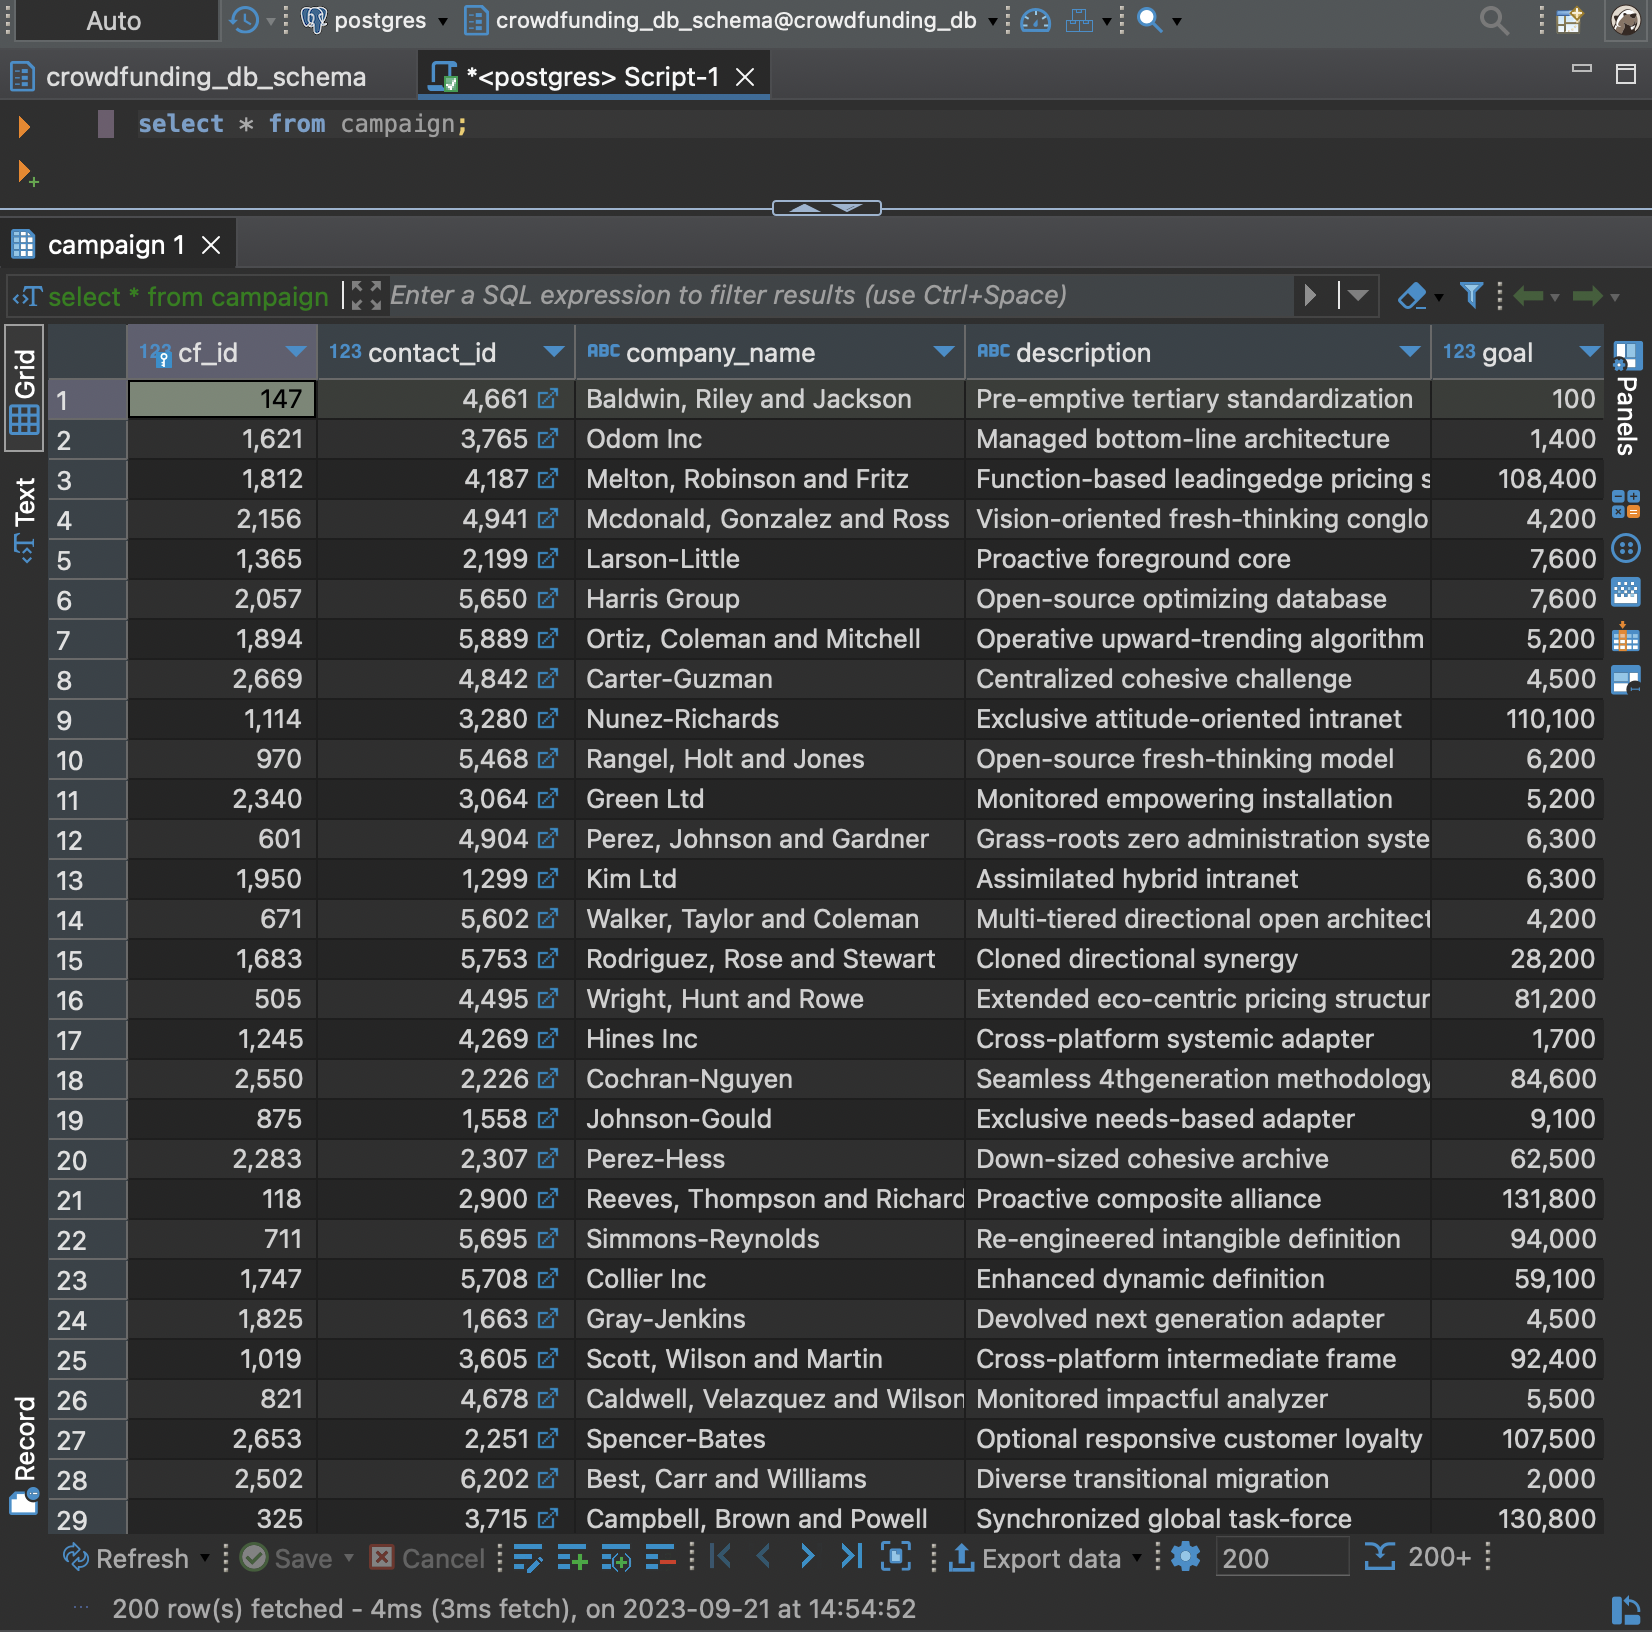 Auto postgres crowdfunding_db_schema@crowdfunding_db
crowdfunding_db_schema *<postgres> Script-1
select * from campaign;
campaign 1
select * from campaign Enter a SQL expression to filter results (use Ctrl+Space)
Grid
Text
Record
Panels
123 cf_id 123 contact_id ABC company_name ABC description 123 goal
1 147 4,661 Baldwin, Riley and Jackson Pre-emptive tertiary standardization 100
2 1,621 3,765 Odom Inc Managed bottom-line architecture 1,400
3 1,812 4,187 Melton, Robinson and Fritz Function-based leadingedge pricing s 108,400
4 2,156 4,941 Mcdonald, Gonzalez and Ross Vision-oriented fresh-thinking conglo 4,200
5 1,365 2,199 Larson-Little Proactive foreground core 7,600
6 2,057 5,650 Harris Group Open-source optimizing database 7,600
7 1,894 5,889 Ortiz, Coleman and Mitchell Operative upward-trending algorithm 5,200
8 2,669 4,842 Carter-Guzman Centralized cohesive challenge 4,500
9 1,114 3,280 Nunez-Richards Exclusive attitude-oriented intranet 110,100
10 970 5,468 Rangel, Holt and Jones Open-source fresh-thinking model 6,200
11 2,340 3,064 Green Ltd Monitored empowering installation 5,200
12 601 4,904 Perez, Johnson and Gardner Grass-roots zero administration syste 6,300
13 1,950 1,299 Kim Ltd Assimilated hybrid intranet 6,300
14 671 5,602 Walker, Taylor and Coleman Multi-tiered directional open architect 4,200
15 1,683 5,753 Rodriguez, Rose and Stewart Cloned directional synergy 28,200
16 505 4,495 Wright, Hunt and Rowe Extended eco-centric pricing structur 81,200
17 1,245 4,269 Hines Inc Cross-platform systemic adapter 1,700
18 2,550 2,226 Cochran-Nguyen Seamless 4thgeneration methodology 84,600
19 875 1,558 Johnson-Gould Exclusive needs-based adapter 9,100
20 2,283 2,307 Perez-Hess Down-sized cohesive archive 62,500
21 118 2,900 Reeves, Thompson and Richard Proactive composite alliance 131,800
22 711 5,695 Simmons-Reynolds Re-engineered intangible definition 94,000
23 1,747 5,708 Collier Inc Enhanced dynamic definition 59,100
24 1,825 1,663 Gray-Jenkins Devolved next generation adapter 4,500
25 1,019 3,605 Scott, Wilson and Martin Cross-platform intermediate frame 92,400
26 821 4,678 Caldwell, Velazquez and Wilson Monitored impactful analyzer 5,500
27 2,653 2,251 Spencer-Bates Optional responsive customer loyalty 107,500
28 2,502 6,202 Best, Carr and Williams Diverse transitional migration 2,000
29 325 3,715 Campbell, Brown and Powell Synchronized global task-force 130,800
Refresh Save Cancel Export data 200 200+
200 row(s) fetched - 4ms (3ms fetch), on 2023-09-21 at 14:54:52